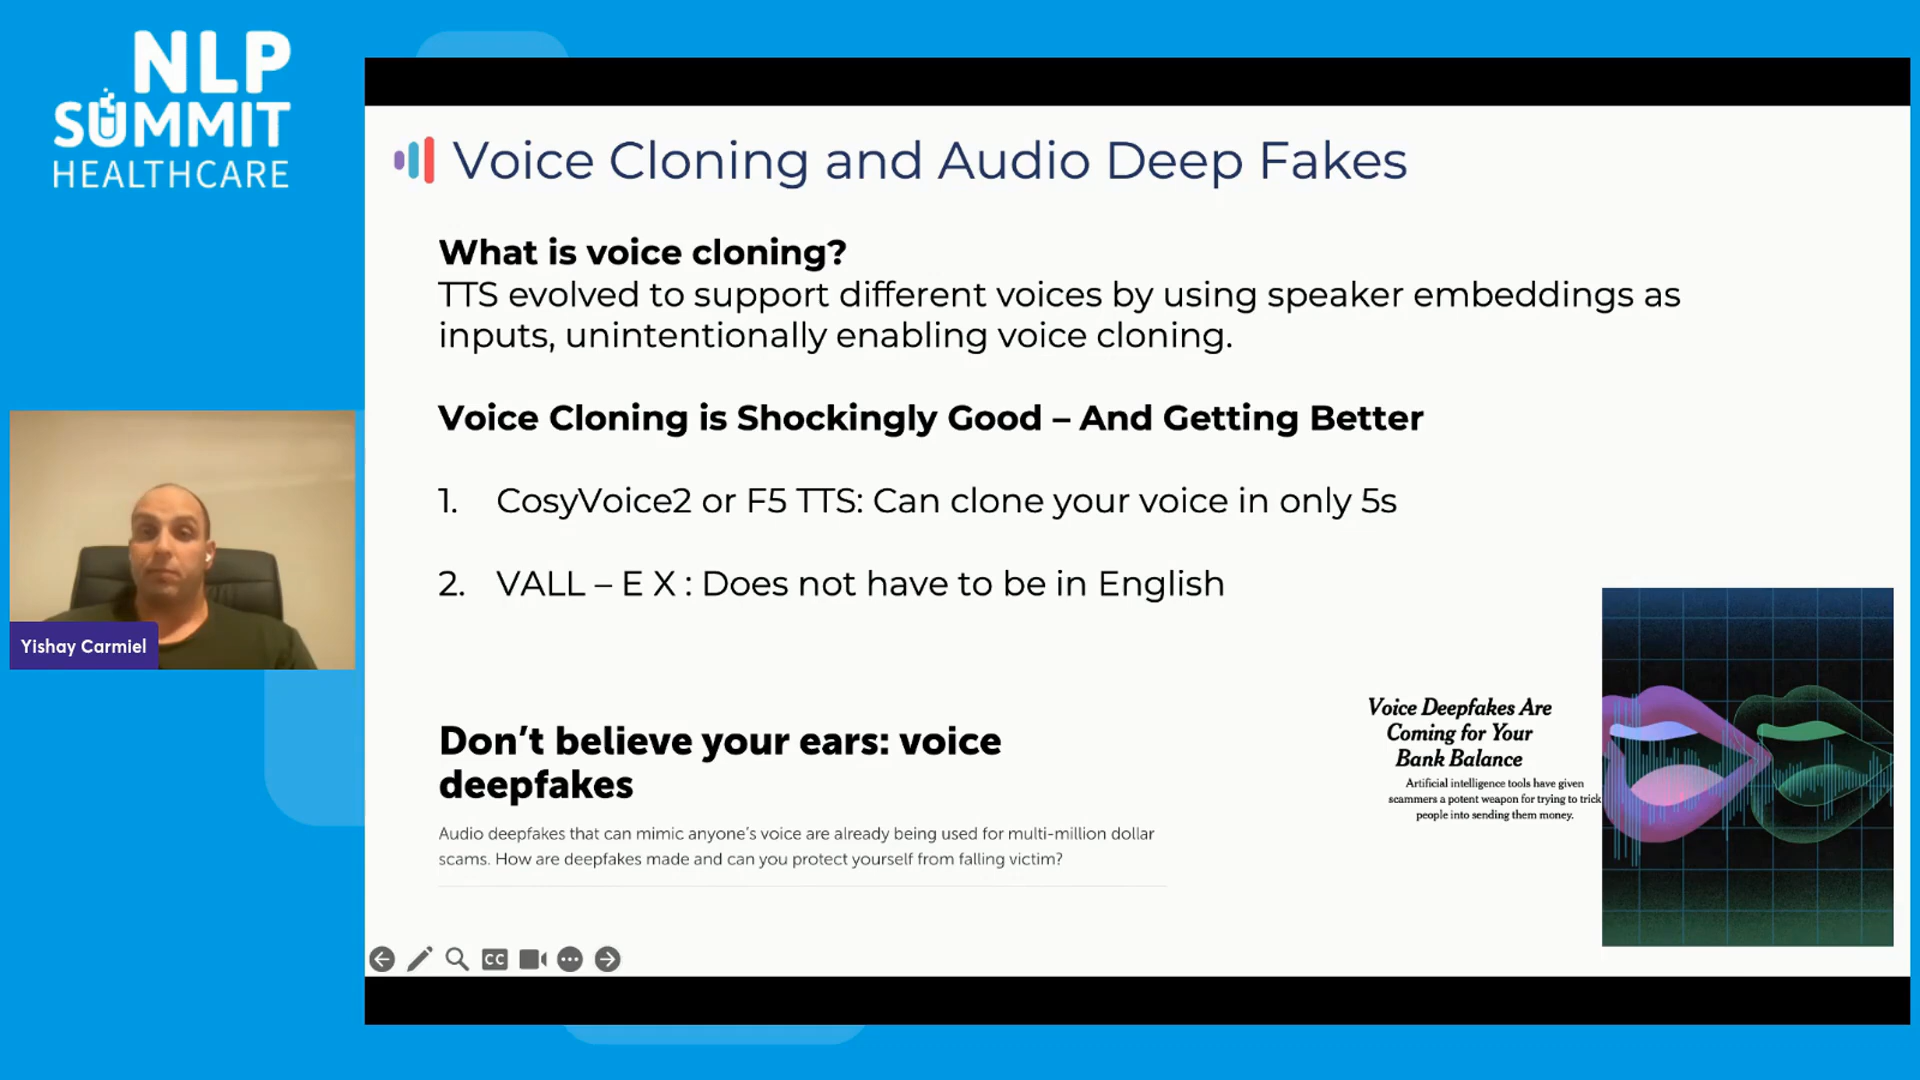 NLP
SUMMIT
HEALTHCARE
Voice Cloning and Audio Deep Fakes
What is voice cloning?
TTS evolved to support different voices by using speaker embeddings as
inputs, unintentionally enabling voice cloning.
Voice Cloning is Shockingly Good – And Getting Better
1. CosyVoice2 or F5 TTS: Can clone your voice in only 5s
2. VALL – E X : Does not have to be in English
Yishay Carmiel
Don’t believe your ears: voice
deepfakes
Audio deepfakes that can mimic anyone’s voice are already being used for multi-million dollar
scams. How are deepfakes made and can you protect yourself from falling victim?
Voice Deepfakes Are
Coming for Your
Bank Balance
Artificial intelligence tools have given
scammers a potent weapon for trying to trick
people into sending them money.
CC